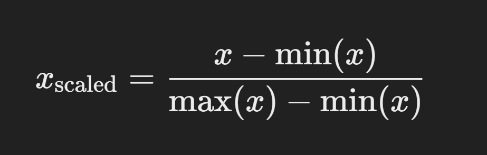 x_scaled = (x − min(x)) / (max(x) − min(x))